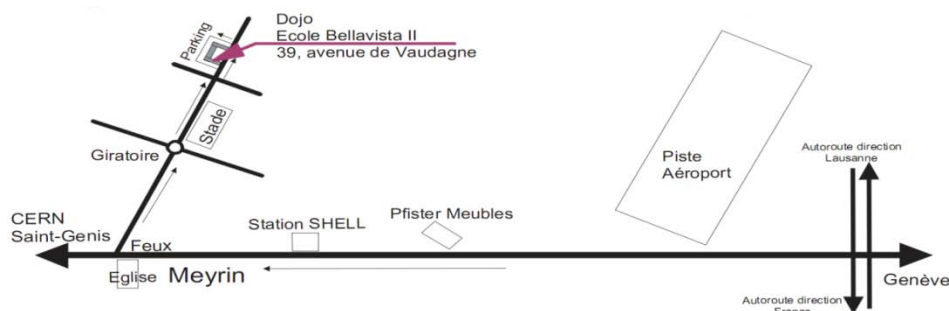 Dojo
Ecole Bellavista II
39, avenue de Vaudagne
Parking
Stade
Giratoire
Piste
Aéroport
Autoroute direction
Lausanne
CERN
Saint-Genis
Feux
Station SHELL
Pfister Meubles
Eglise
Meyrin
Genève
Autoroute direction